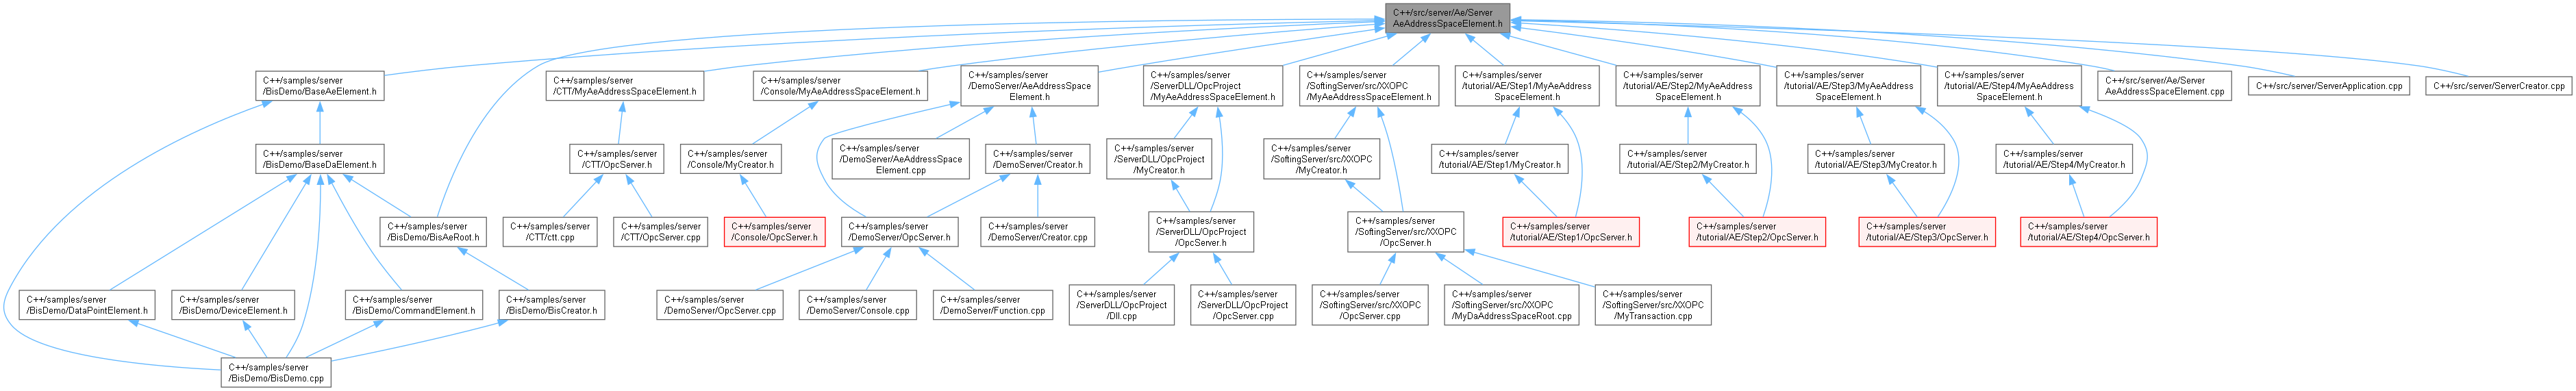 C++/src/server/Ae/Server
AeAddressSpaceElement.h
C++/samples/server
/BisDemo/BaseAeElement.h
C++/samples/server
/CTT/MyAeAddressSpaceElement.h
C++/samples/server
/Console/MyAeAddressSpaceElement.h
C++/samples/server
/DemoServer/AeAddressSpace
Element.h
C++/samples/server
/ServerDLL/OpcProject
/MyAeAddressSpaceElement.h
C++/samples/server
/SoftingServer/src/XXOPC
/MyAeAddressSpaceElement.h
C++/samples/server
/tutorial/AE/Step1/MyAeAddress
SpaceElement.h
C++/samples/server
/tutorial/AE/Step2/MyAeAddress
SpaceElement.h
C++/samples/server
/tutorial/AE/Step3/MyAeAddress
SpaceElement.h
C++/samples/server
/tutorial/AE/Step4/MyAeAddress
SpaceElement.h
C++/src/server/Ae/Server
AeAddressSpaceElement.cpp
C++/src/server/ServerApplication.cpp
C++/src/server/ServerCreator.cpp
C++/samples/server
/BisDemo/BaseDaElement.h
C++/samples/server
/CTT/OpcServer.h
C++/samples/server
/Console/MyCreator.h
C++/samples/server
/DemoServer/AeAddressSpace
Element.cpp
C++/samples/server
/DemoServer/Creator.h
C++/samples/server
/ServerDLL/OpcProject
/MyCreator.h
C++/samples/server
/SoftingServer/src/XXOPC
/MyCreator.h
C++/samples/server
/tutorial/AE/Step1/MyCreator.h
C++/samples/server
/tutorial/AE/Step2/MyCreator.h
C++/samples/server
/tutorial/AE/Step3/MyCreator.h
C++/samples/server
/tutorial/AE/Step4/MyCreator.h
C++/samples/server
/BisDemo/BisAeRoot.h
C++/samples/server
/CTT/ctt.cpp
C++/samples/server
/CTT/OpcServer.cpp
C++/samples/server
/Console/OpcServer.h
C++/samples/server
/DemoServer/OpcServer.h
C++/samples/server
/DemoServer/Creator.cpp
C++/samples/server
/ServerDLL/OpcProject
/OpcServer.h
C++/samples/server
/SoftingServer/src/XXOPC
/OpcServer.h
C++/samples/server
/tutorial/AE/Step1/OpcServer.h
C++/samples/server
/tutorial/AE/Step2/OpcServer.h
C++/samples/server
/tutorial/AE/Step3/OpcServer.h
C++/samples/server
/tutorial/AE/Step4/OpcServer.h
C++/samples/server
/BisDemo/DataPointElement.h
C++/samples/server
/BisDemo/DeviceElement.h
C++/samples/server
/BisDemo/CommandElement.h
C++/samples/server
/BisDemo/BisCreator.h
C++/samples/server
/DemoServer/OpcServer.cpp
C++/samples/server
/DemoServer/Console.cpp
C++/samples/server
/DemoServer/Function.cpp
C++/samples/server
/ServerDLL/OpcProject
/Dll.cpp
C++/samples/server
/ServerDLL/OpcProject
/OpcServer.cpp
C++/samples/server
/SoftingServer/src/XXOPC
/OpcServer.cpp
C++/samples/server
/SoftingServer/src/XXOPC
/MyDaAddressSpaceRoot.cpp
C++/samples/server
/SoftingServer/src/XXOPC
/MyTransaction.cpp
C++/samples/server
/BisDemo/BisDemo.cpp